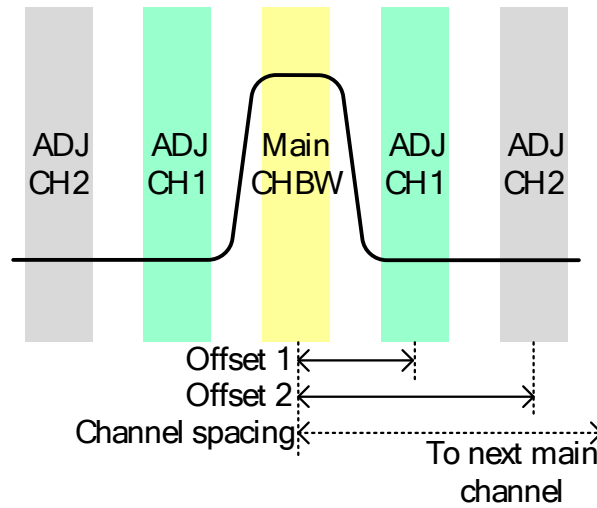 ADJ
CH2
ADJ
CH1
Main
CHBW
ADJ
CH1
ADJ
CH2
Offset 1
Offset 2
Channel spacing
To next main
channel